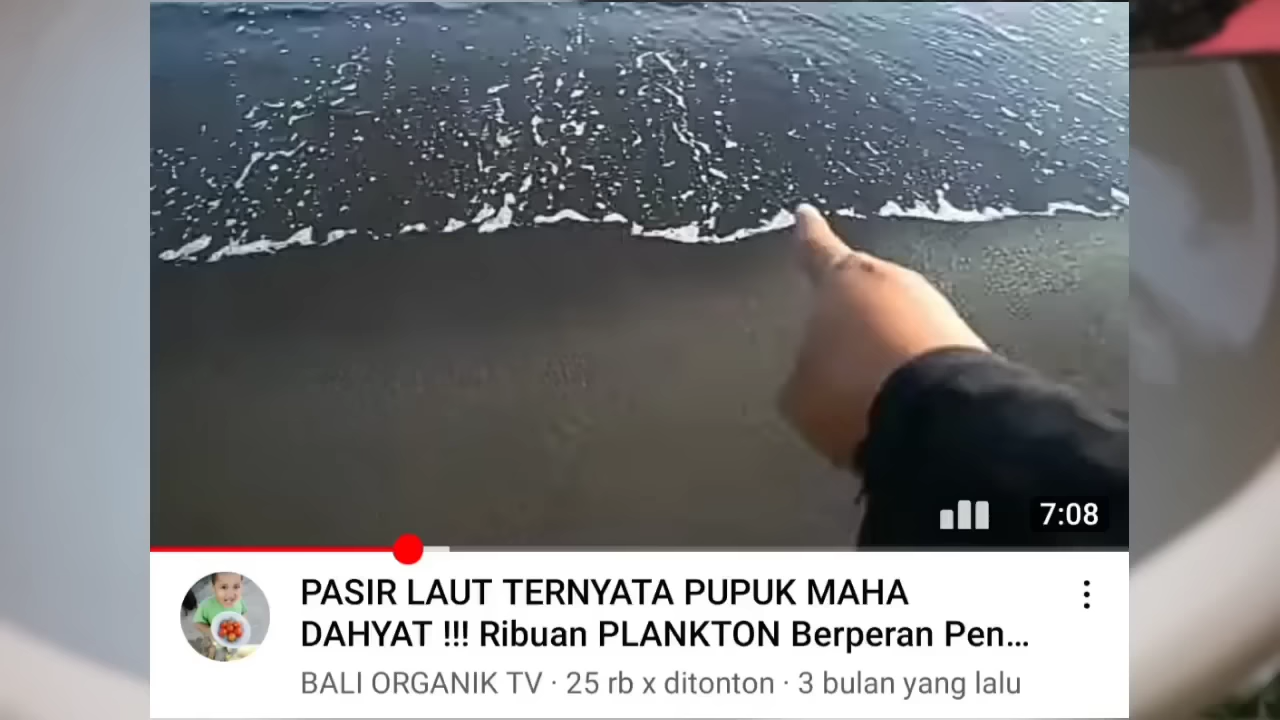 7:08
PASIR LAUT TERNYATA PUPUK MAHA
DAHYAT !!! Ribuan PLANKTON Berperan Pen...
BALI ORGANIK TV · 25 rb x ditonton · 3 bulan yang lalu